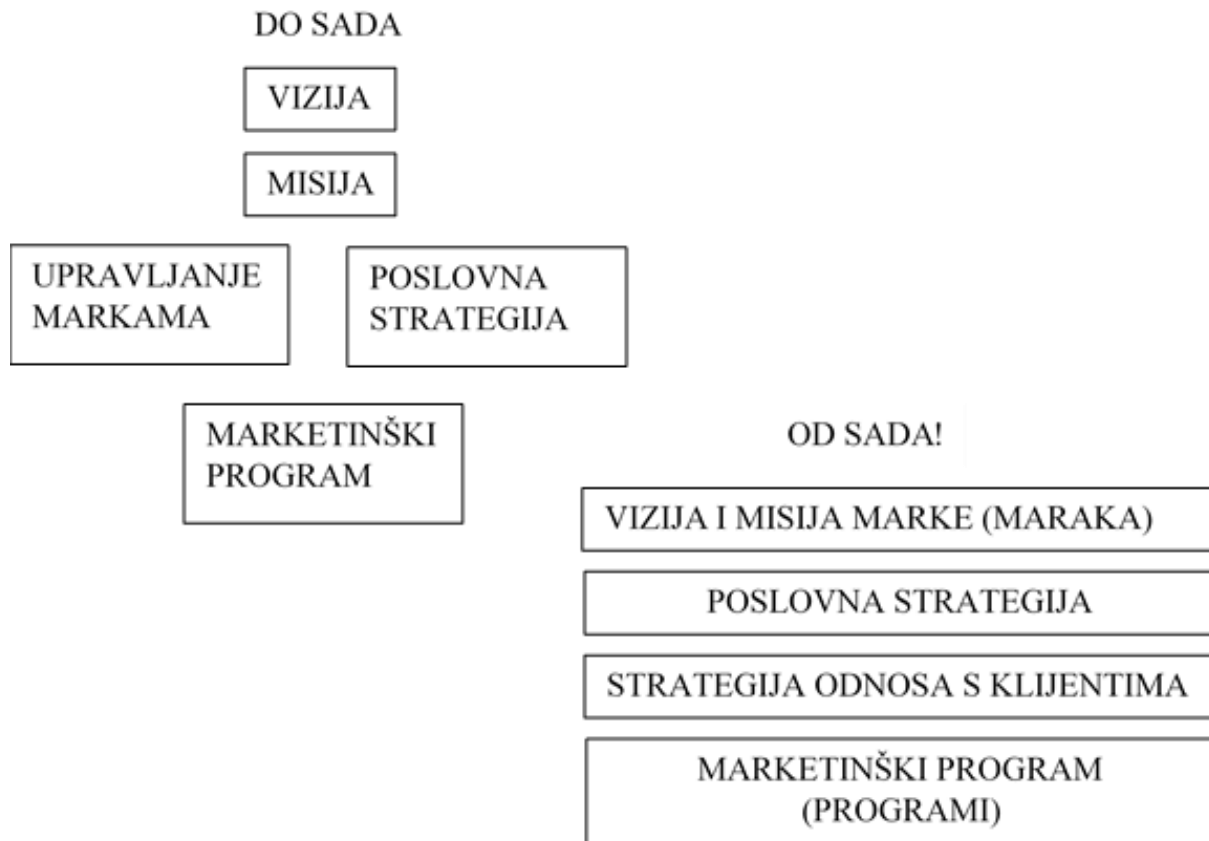 DO SADA
VIZIJA
MISIJA
UPRAVLJANJE
MARKAMA
POSLOVNA
STRATEGIJA
MARKETINŠKI
PROGRAM
OD SADA!
VIZIJA I MISIJA MARKE (MARAKA)
POSLOVNA STRATEGIJA
STRATEGIJA ODNOSA S KLIJENTIMA
MARKETINŠKI PROGRAM
(PROGRAMI)